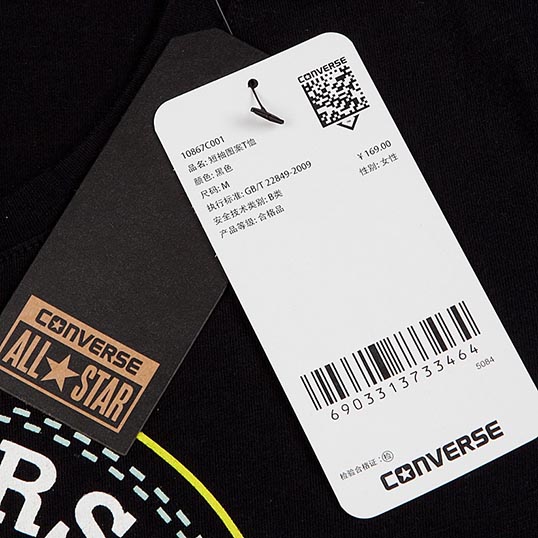 CONVERSE
10867C001
品名: 短袖图案T恤
颜色: 黑色
尺码: M
执行标准: GB/T 22849-2009
安全技术类别: B类
产品等级: 合格品
¥ 169.00
性别: 女性
6903313733464
5084
检验合格证: 检
CONVERSE
CONVERSE
ALL STAR
RS